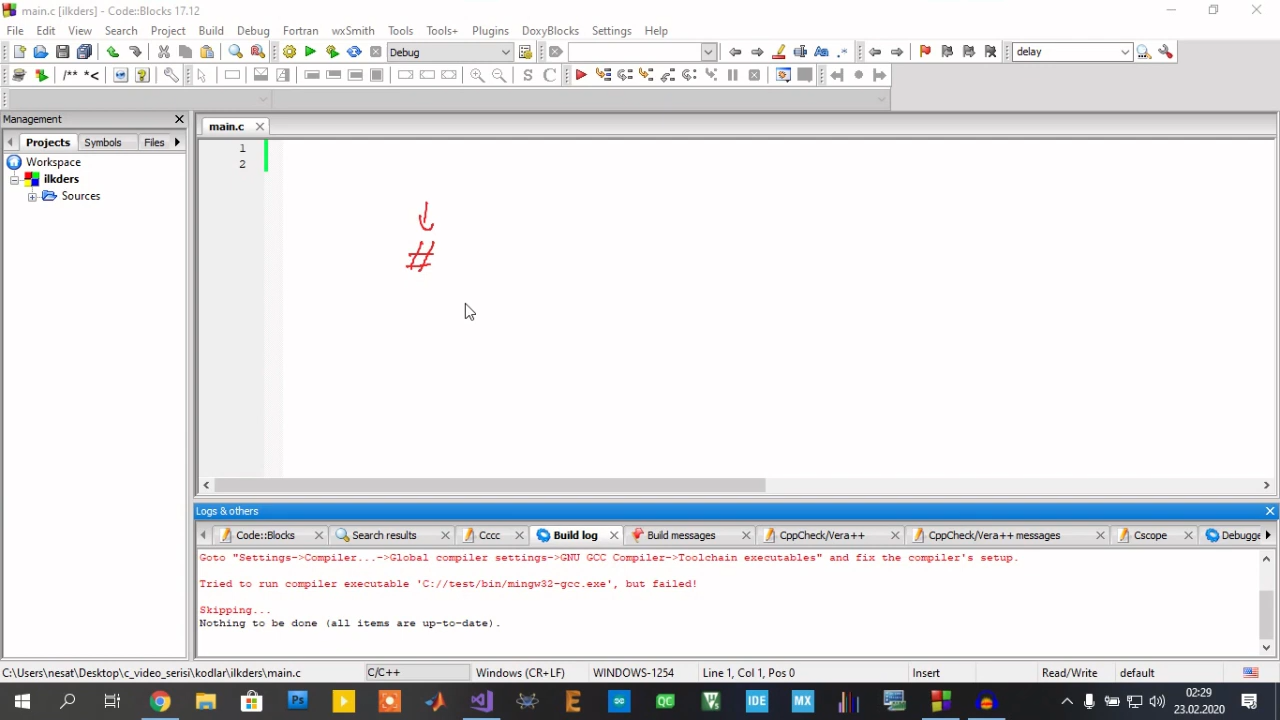 main.c [ilkders] - Code::Blocks 17.12
File Edit View Search Project Build Debug Fortran wxSmith Tools Tools+ Plugins DoxyBlocks Settings Help
Debug
delay
/** *<
S C
Management
main.c
Projects Symbols Files
1
2
Workspace
ilkders
Sources
#
Logs & others
Code::Blocks Search results Cccc Build log Build messages CppCheck/Vera++ CppCheck/Vera++ messages Cscope Debugge
Goto "Settings->Compiler...->Global compiler settings->GNU GCC Compiler->Toolchain executables" and fix the compiler's setup.
Tried to run compiler executable 'C://test/bin/mingw32-gcc.exe', but failed!
Skipping...
Nothing to be done (all items are up-to-date).
C:\Users\nesat\Desktop\c_video_serisi\kodlar\ilkders\main.c C/C++ Windows (CR+LF) WINDOWS-1254 Line 1, Col 1, Pos 0 Insert Read/Write default
Ps QC IDE MX
02:29
23.02.2020